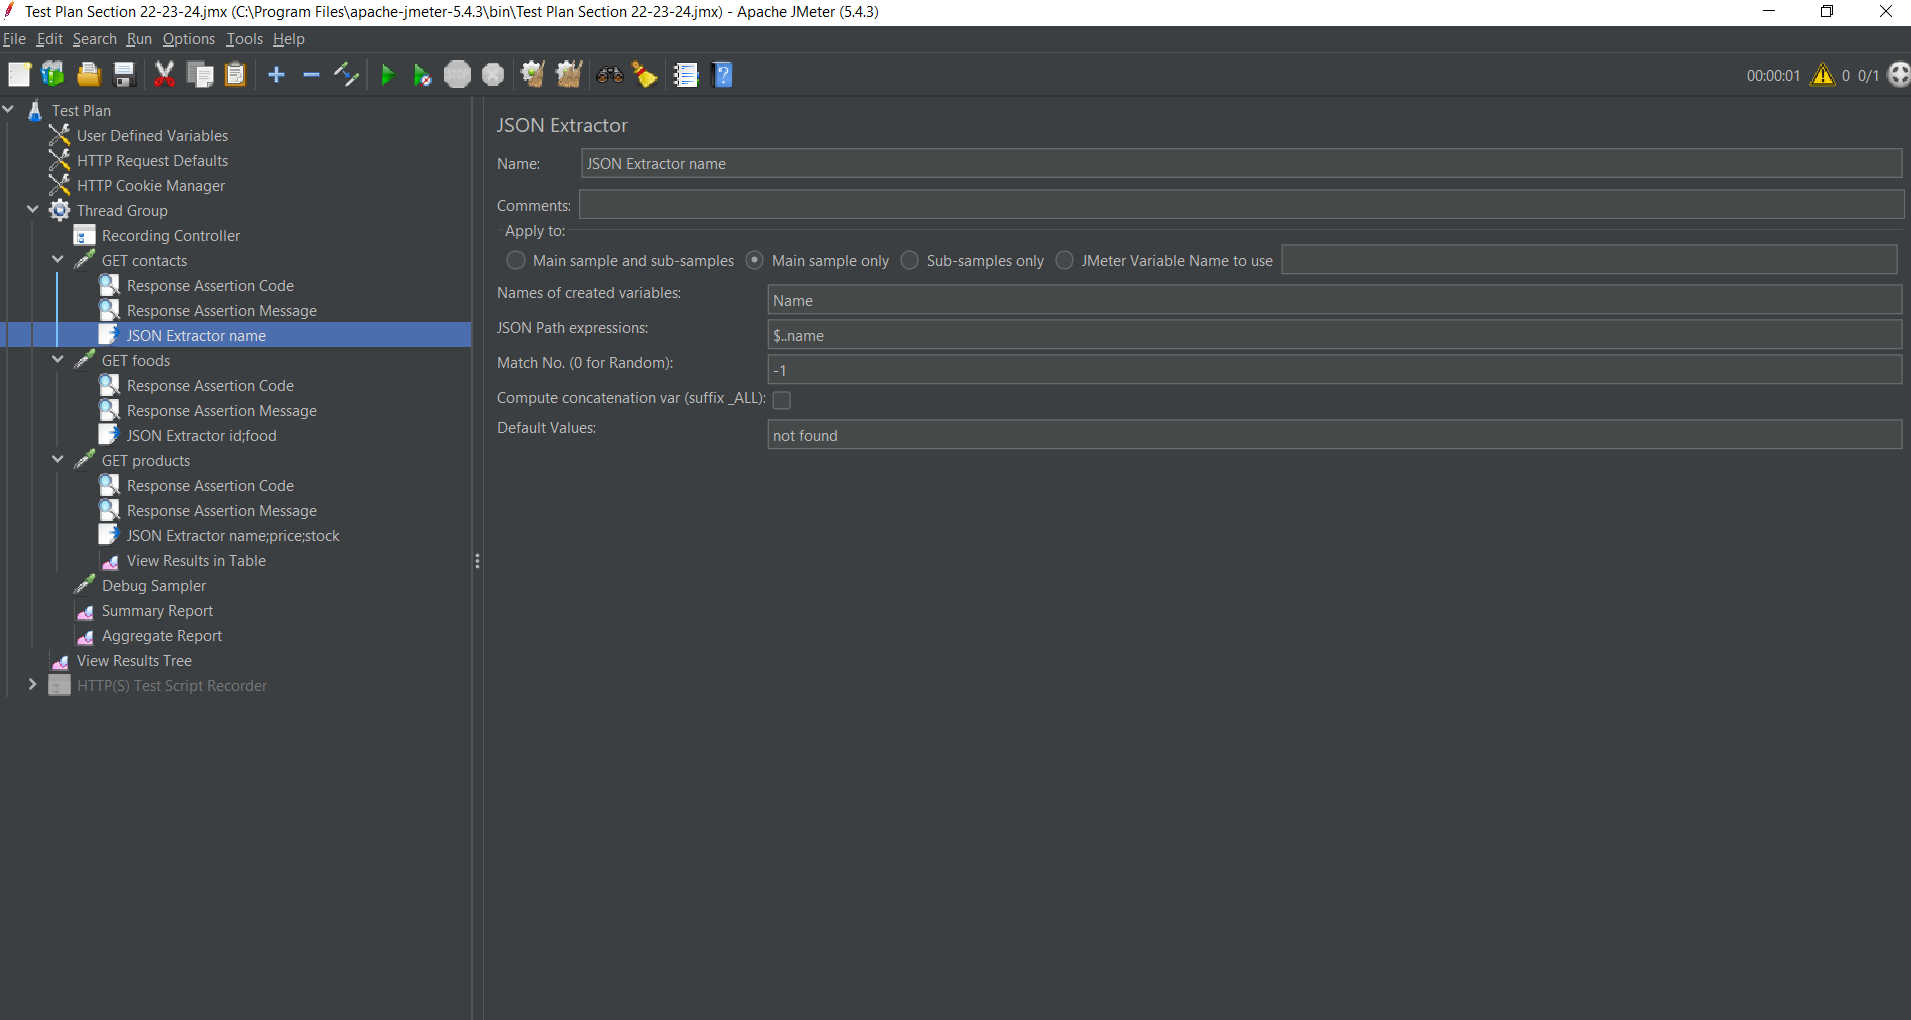 Test Plan Section 22-23-24.jmx (C:\Program Files\apache-jmeter-5.4.3\bin\Test Plan Section 22-23-24.jmx) - Apache JMeter (5.4.3)
File Edit Search Run Options Tools Help
STOP
00:00:01 0 0/1
Test Plan
User Defined Variables
HTTP Request Defaults
HTTP Cookie Manager
Thread Group
Recording Controller
GET contacts
Response Assertion Code
Response Assertion Message
JSON Extractor name
GET foods
Response Assertion Code
Response Assertion Message
JSON Extractor id;food
GET products
Response Assertion Code
Response Assertion Message
JSON Extractor name;price;stock
View Results in Table
Debug Sampler
Summary Report
Aggregate Report
View Results Tree
HTTP(S) Test Script Recorder
JSON Extractor
Name: JSON Extractor name
Comments:
Apply to:
Main sample and sub-samples Main sample only Sub-samples only JMeter Variable Name to use
Names of created variables: Name
JSON Path expressions: $..name
Match No. (0 for Random): -1
Compute concatenation var (suffix _ALL):
Default Values: not found